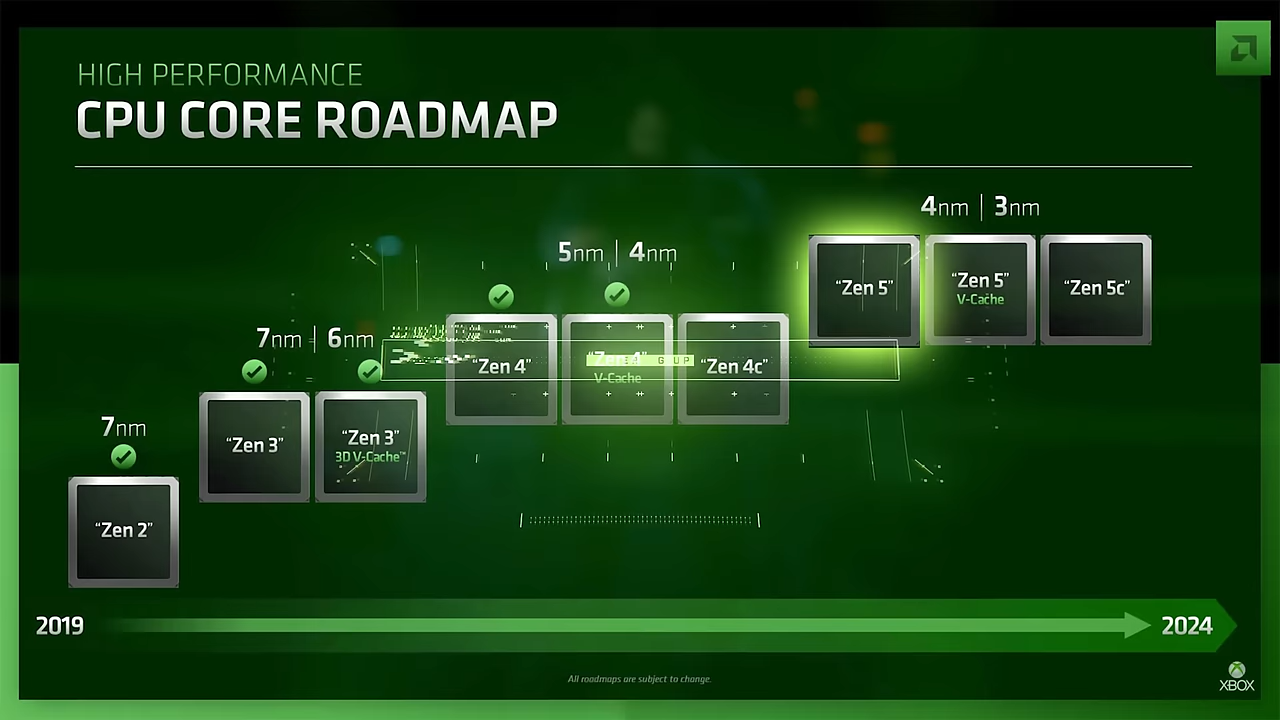 HIGH PERFORMANCE
CPU CORE ROADMAP
4nm | 3nm
5nm | 4nm
"Zen 5"
"Zen 5"
V-Cache
"Zen 5c"
7nm | 6nm
"Zen 4"
"Zen 4"
V-Cache
"Zen 4c"
7nm
"Zen 3"
"Zen 3"
3D V-Cache™
"Zen 2"
2019
2024
All roadmaps are subject to change.
XBOX